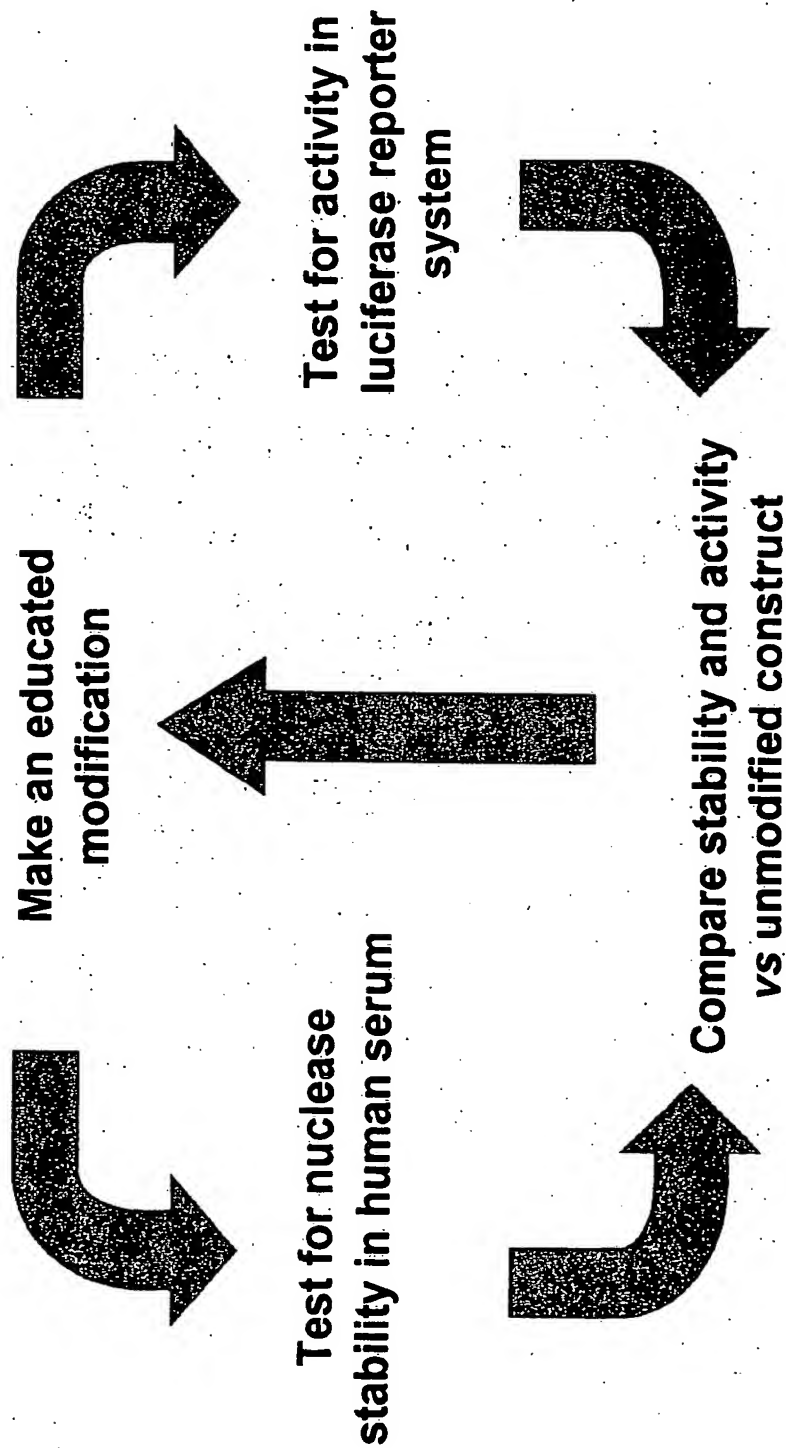 Make an educated
modification
Test for nuclease
stability in human serum
Test for activity in
luciferase reporter
system
Compare stability and activity
vs unmodified construct